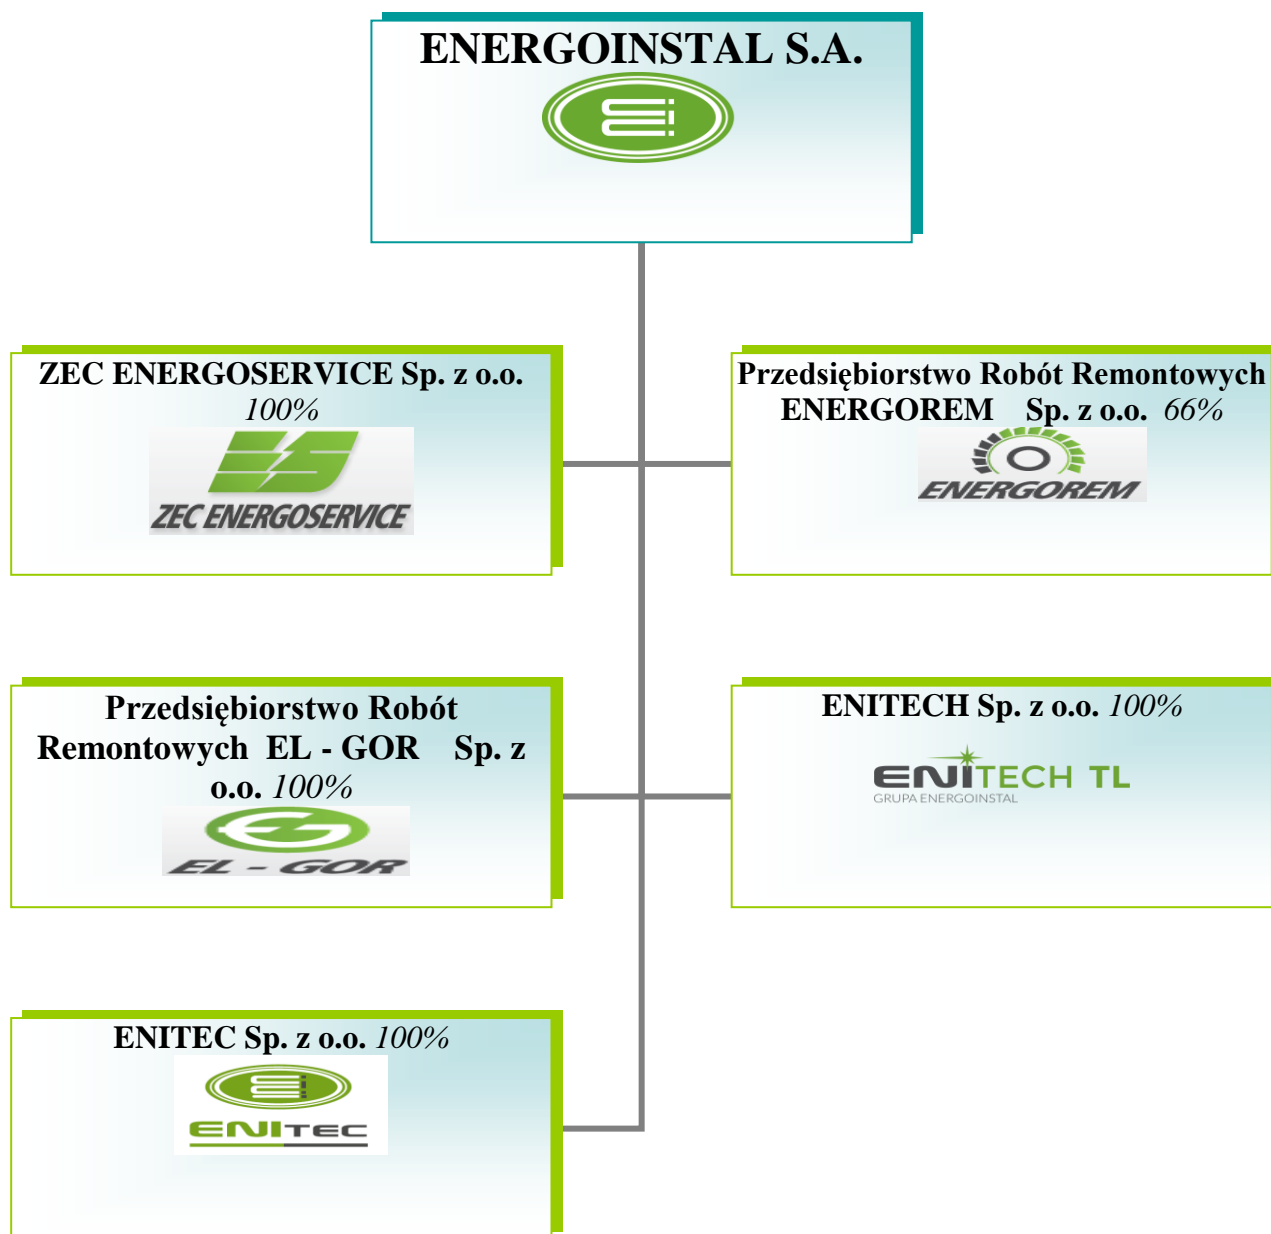 ENERGOINSTAL S.A.
ZEC ENERGOSERVICE Sp. z o.o.
100%
ZEC ENERGOSERVICE
Przedsiębiorstwo Robót Remontowych
ENERGOREM Sp. z o.o. 66%
ENERGOREM
Przedsiębiorstwo Robót
Remontowych EL - GOR Sp. z
o.o. 100%
EL - GOR
ENITECH Sp. z o.o. 100%
ENITECH TL
GRUPA ENERGOINSTAL
ENITEC Sp. z o.o. 100%
ENITEC